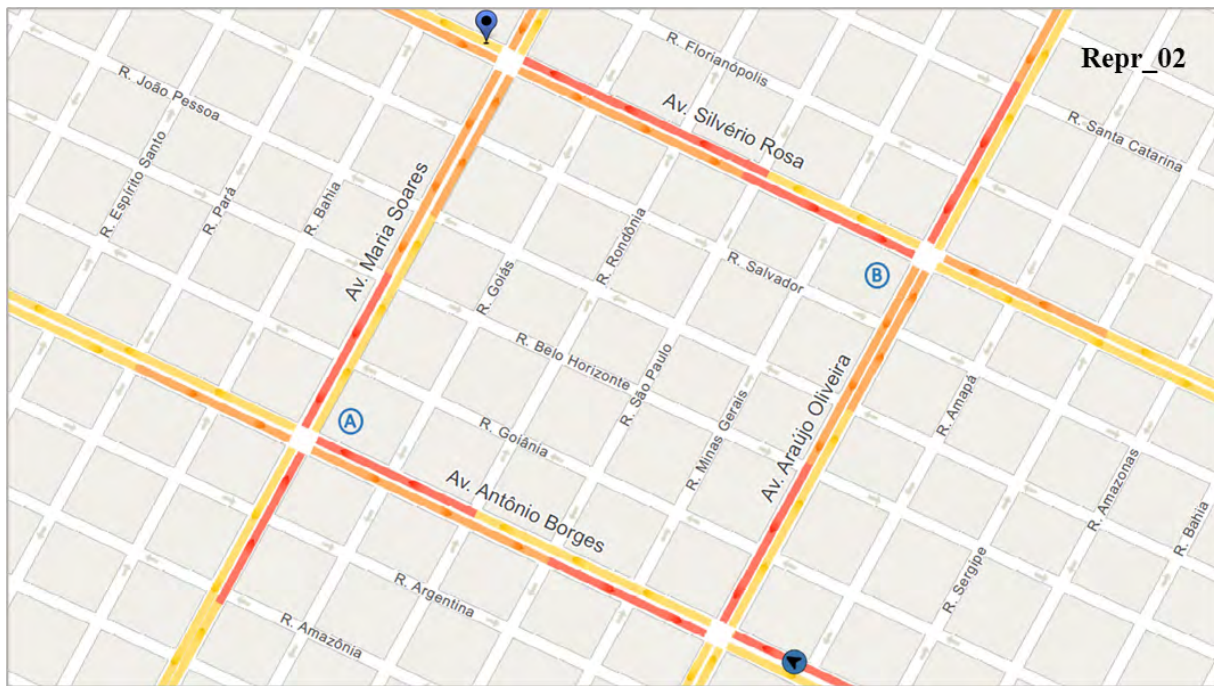 Repr_02
R. Florianópolis
R. João Pessoa
Av. Silvério Rosa
R. Santa Catarina
R. Espírito Santo
R. Pará
R. Bahia
Av. Maria Soares
R. Rondônia
R. Goiás
R. Salvador
B
R. Belo Horizonte
R. São Paulo
R. Minas Gerais
Av. Araújo Oliveira
R. Amapá
A
R. Goiânia
Av. Antônio Borges
R. Amazonas
R. Bahia
R. Sergipe
R. Argentina
R. Amazônia